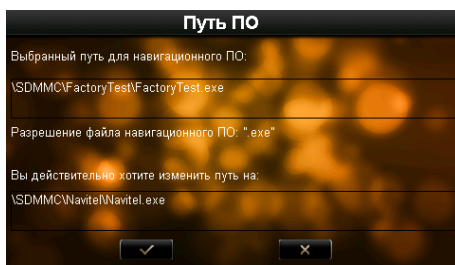 Путь ПО
Выбранный путь для навигационного ПО:
\SDMMC\FactoryTest\FactoryTest.exe
Разрешение файла навигационного ПО: ".exe"
Вы действительно хотите изменить путь на:
\SDMMC\Navitel\Navitel.exe